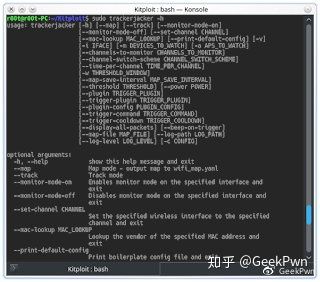 Kitploit : bash — Konsole
r00t@r00t-PC:~/Kitploit$ sudo trackerjacker -h
usage: trackerjacker [-h] [--map] [--track] [--monitor-mode-on]
[--monitor-mode-off] [--set-channel CHANNEL]
[--mac-lookup MAC_LOOKUP] [--print-default-config] [-v]
[-i IFACE] [-m DEVICES_TO_WATCH] [-a APS_TO_WATCH]
[--channels-to-monitor CHANNELS_TO_MONITOR]
[--channel-switch-scheme CHANNEL_SWITCH_SCHEME]
[--time-per-channel TIME_PER_CHANNEL]
[-w THRESHOLD_WINDOW]
[--map-save-interval MAP_SAVE_INTERVAL]
[--threshold THRESHOLD] [--power POWER]
[--plugin TRIGGER_PLUGIN]
[--trigger-plugin TRIGGER_PLUGIN]
[--plugin-config PLUGIN_CONFIG]
[--trigger-command TRIGGER_COMMAND]
[--trigger-cooldown TRIGGER_COOLDOWN]
[--display-all-packets] [--beep-on-trigger]
[--map-file MAP_FILE] [--log-path LOG_PATH]
[--log-level LOG_LEVEL] [-c CONFIG]
optional arguments:
-h, --help show this help message and exit
--map Map mode - output map to wifi_map.yaml
--track Track mode
--monitor-mode-on Enables monitor mode on the specified interface and
exit
--monitor-mode-off Disables monitor mode on the specified interface and
exit
--set-channel CHANNEL
Set the specified wireless interface to the specified
channel and exit
--mac-lookup MAC_LOOKUP
Lookup the vendor of the specified MAC address and
exit
--print-default-config
Print boilerplate config file and exit
知乎 @GeekPwn
Kitploit : bash
@GeekPwn